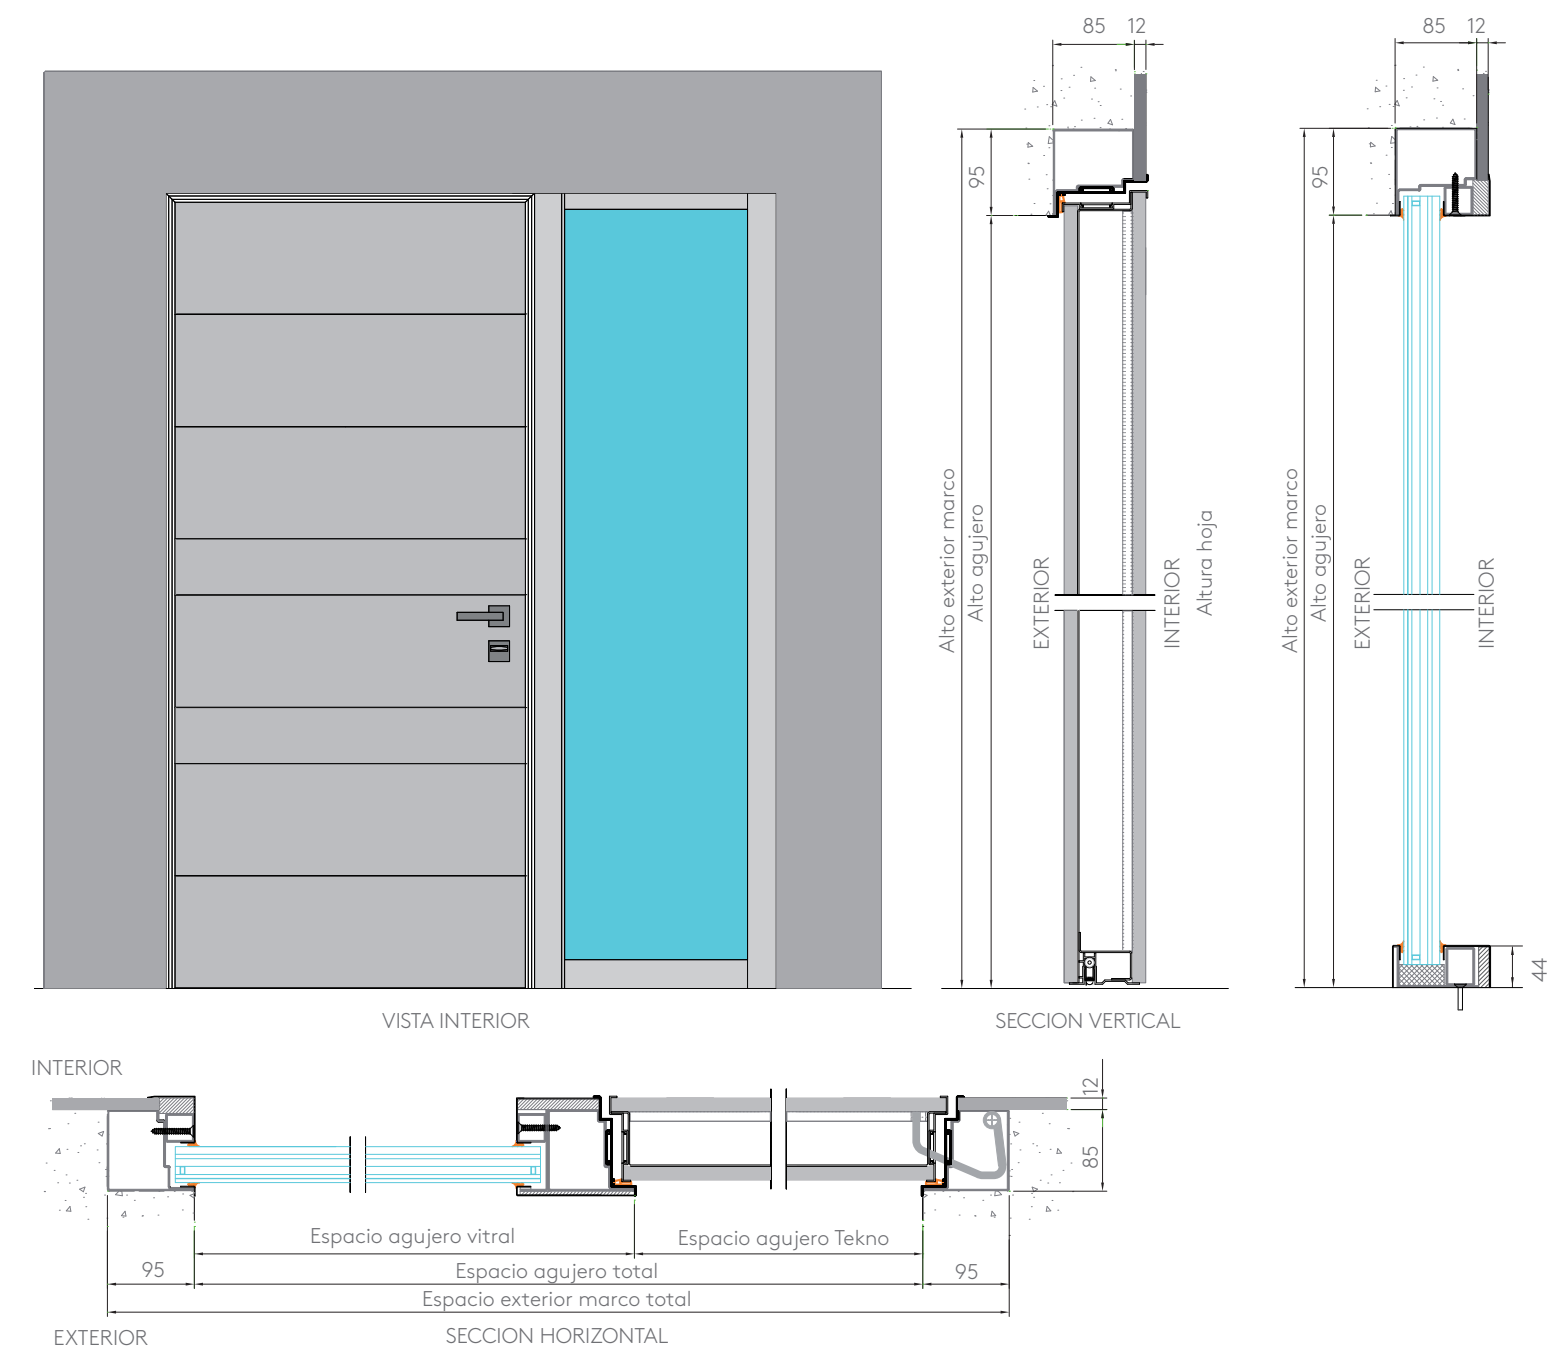 85 12
85 12
95
95
Alto exterior marco
Alto agujero
EXTERIOR
INTERIOR
Altura hoja
Alto exterior marco
Alto agujero
EXTERIOR
INTERIOR
44
VISTA INTERIOR
SECCION VERTICAL
INTERIOR
12
85
Espacio agujero vitral
Espacio agujero Tekno
95
Espacio agujero total
95
Espacio exterior marco total
EXTERIOR
SECCION HORIZONTAL